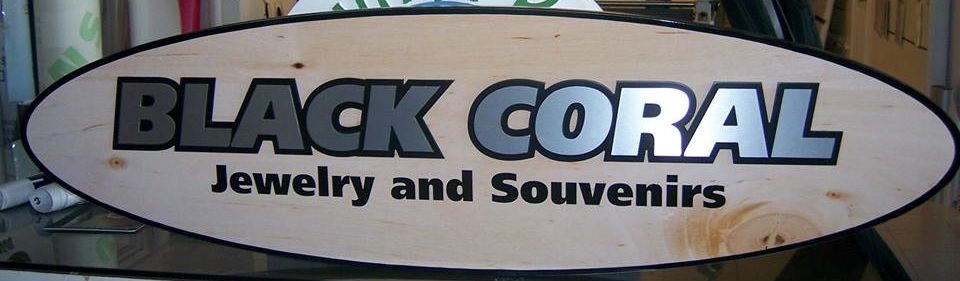 BLACK CORAL
Jewelry and Souvenirs